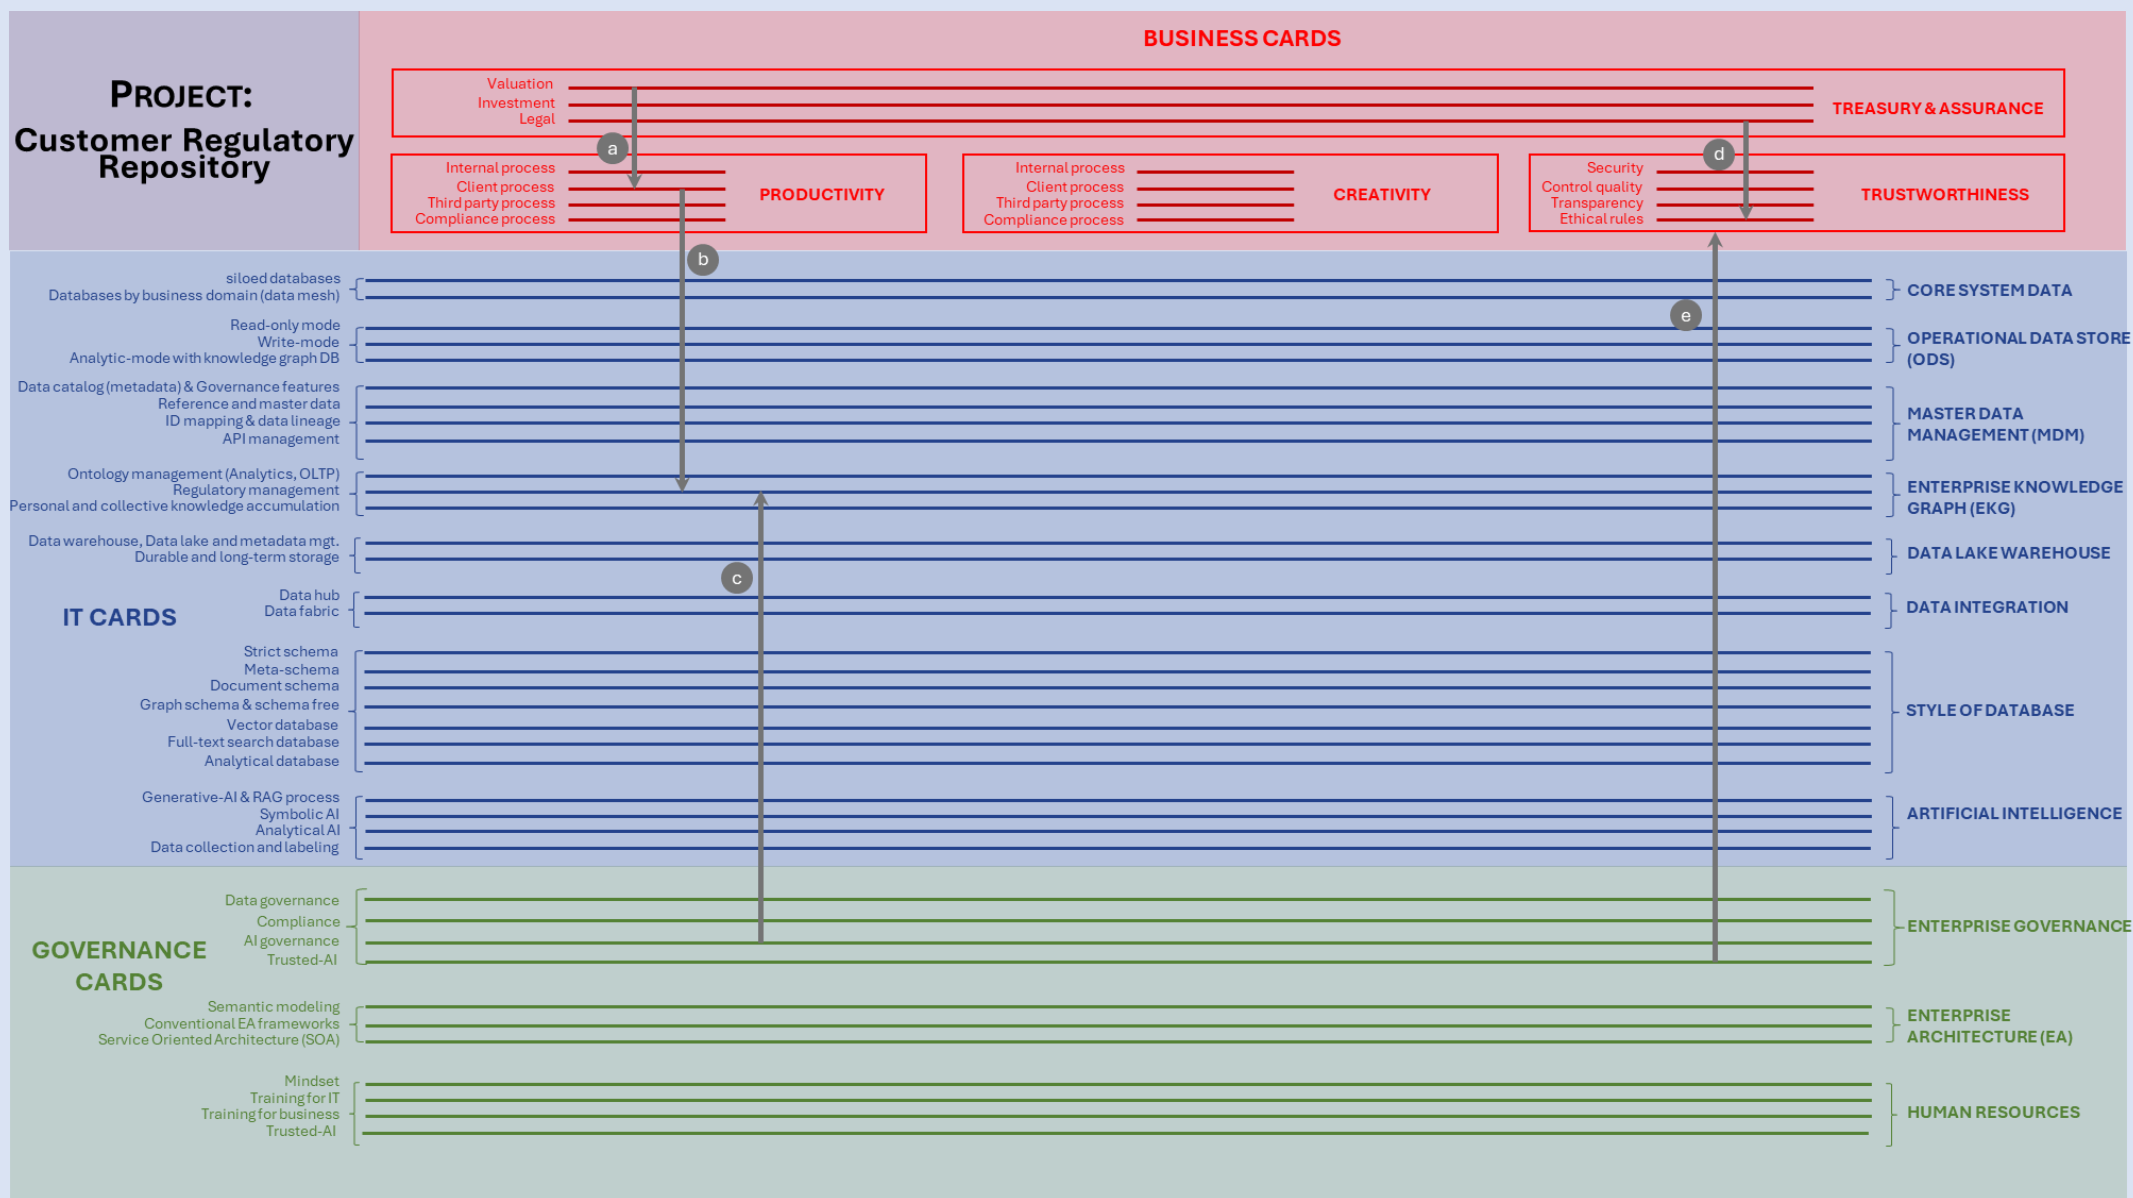 PROJECT:
Customer Regulatory
Repository
BUSINESS CARDS
Valuation
Investment
Legal
TREASURY & ASSURANCE
a
d
Internal process
Client process
Third party process
Compliance process
PRODUCTIVITY
Internal process
Client process
Third party process
Compliance process
CREATIVITY
Security
Control quality
Transparency
Ethical rules
TRUSTWORTHINESS
b
e
c
IT CARDS
siloed databases
Databases by business domain (data mesh)
CORE SYSTEM DATA
Read-only mode
Write-mode
Analytic-mode with knowledge graph DB
OPERATIONAL DATA STORE
(ODS)
Data catalog (metadata) & Governance features
Reference and master data
ID mapping & data lineage
API management
MASTER DATA
MANAGEMENT (MDM)
Ontology management (Analytics, OLTP)
Regulatory management
Personal and collective knowledge accumulation
ENTERPRISE KNOWLEDGE
GRAPH (EKG)
Data warehouse, Data lake and metadata mgt.
Durable and long-term storage
DATA LAKE WAREHOUSE
Data hub
Data fabric
DATA INTEGRATION
Strict schema
Meta-schema
Document schema
Graph schema & schema free
Vector database
Full-text search database
Analytical database
STYLE OF DATABASE
Generative-AI & RAG process
Symbolic AI
Analytical AI
Data collection and labeling
ARTIFICIAL INTELLIGENCE
GOVERNANCE
CARDS
Data governance
Compliance
AI governance
Trusted-AI
ENTERPRISE GOVERNANCE
Semantic modeling
Conventional EA frameworks
Service Oriented Architecture (SOA)
ENTERPRISE
ARCHITECTURE (EA)
Mindset
Training for IT
Training for business
Trusted-AI
HUMAN RESOURCES